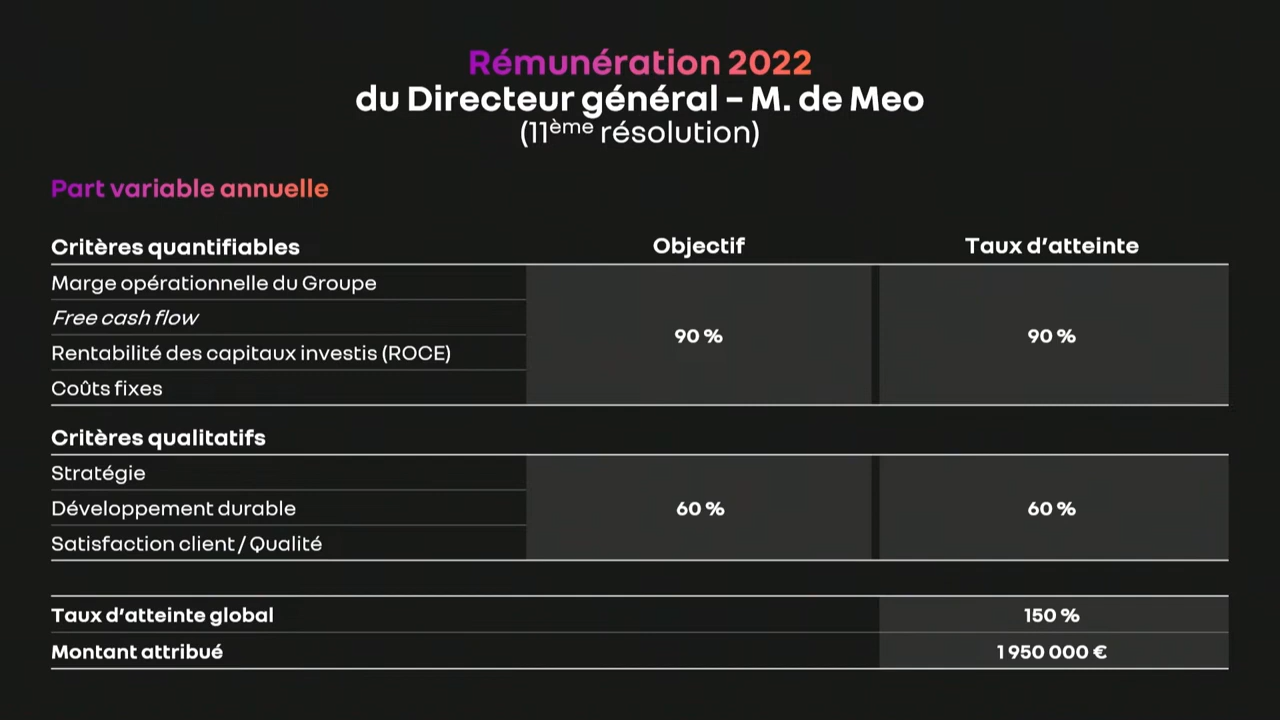 Rémunération 2022
du Directeur général – M. de Meo
(11ème résolution)
Part variable annuelle
Critères quantifiables Objectif Taux d’atteinte
Marge opérationnelle du Groupe
Free cash flow
90 % 90 %
Rentabilité des capitaux investis (ROCE)
Coûts fixes
Critères qualitatifs
Stratégie
Développement durable 60 % 60 %
Satisfaction client / Qualité
Taux d’atteinte global 150 %
Montant attribué 1 950 000 €